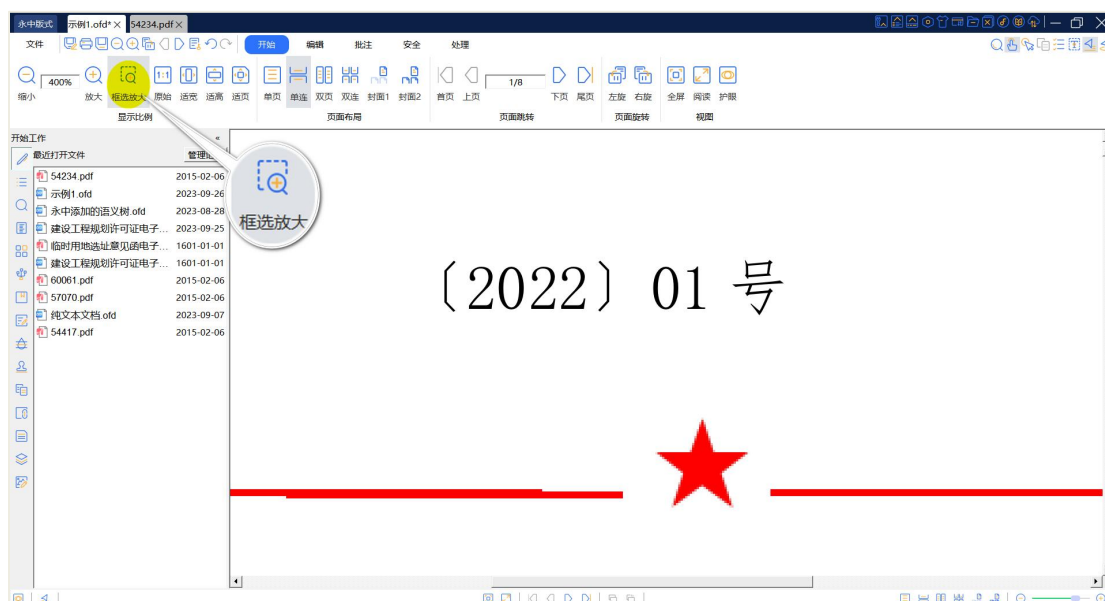 永中版式 示例1.ofd* × 54234.pdf ×
文件 开始 编辑 批注 安全 处理
400% 1:1 1/8
缩小 放大 框选放大 原始 适宽 适高 适页 单页 单连 双页 双连 封面1 封面2 首页 上页 下页 尾页 左旋 右旋 全屏 阅读 护眼
显示比例 页面布局 页面跳转 页面旋转 视图
开始工作 «
最近打开文件 管理
54234.pdf 2015-02-06
示例1.ofd 2023-09-26
永中添加的语义树.ofd 2023-08-28
建设工程规划许可证电子... 2023-09-25
临时用地选址意见函电子... 1601-01-01
建设工程规划许可证电子... 1601-01-01
60061.pdf 2015-02-06
57070.pdf 2015-02-06
纯文本文档.ofd 2023-09-07
54417.pdf 2015-02-06
框选放大
〔2022〕01 号